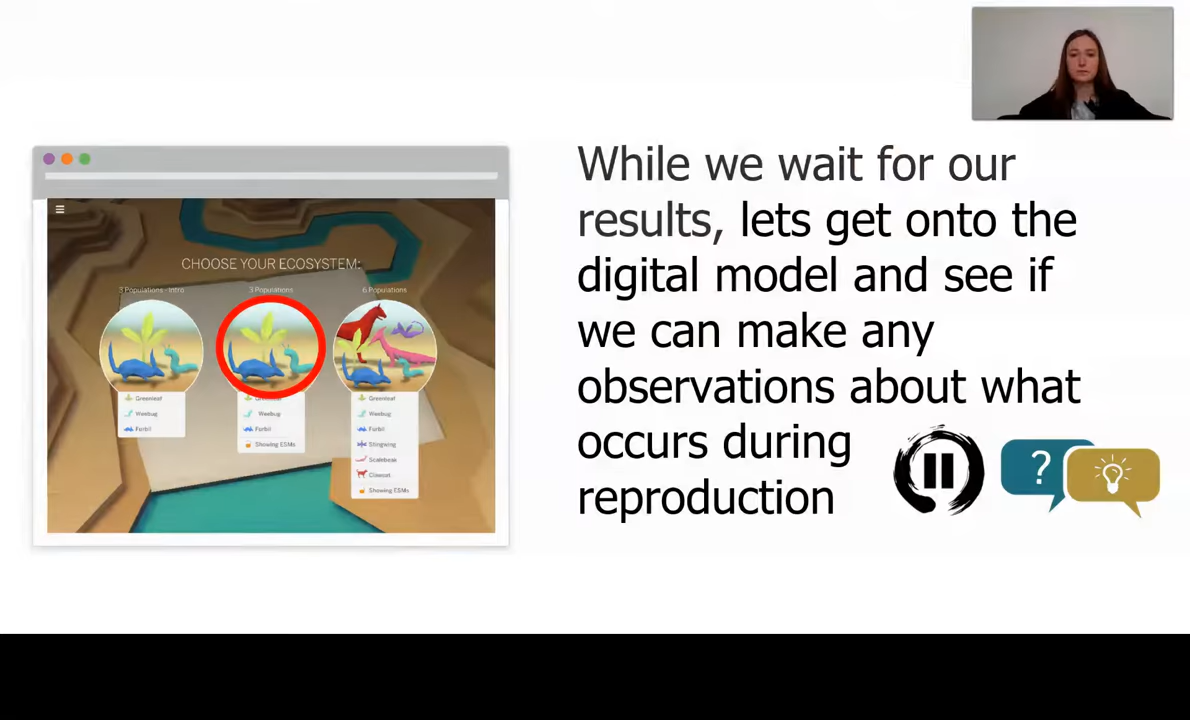 While we wait for our
results, lets get onto the
digital model and see if
we can make any
observations about what
occurs during
reproduction
?
CHOOSE YOUR ECOSYSTEM:
3 Populations - Intro
3 Populations
6 Populations
Greenleaf
Weebug
Furbil
Greenleaf
Weebug
Furbil
Showing ESMs
Greenleaf
Weebug
Furbil
Stingwing
Scalebeak
Clowcat
Showing ESMs